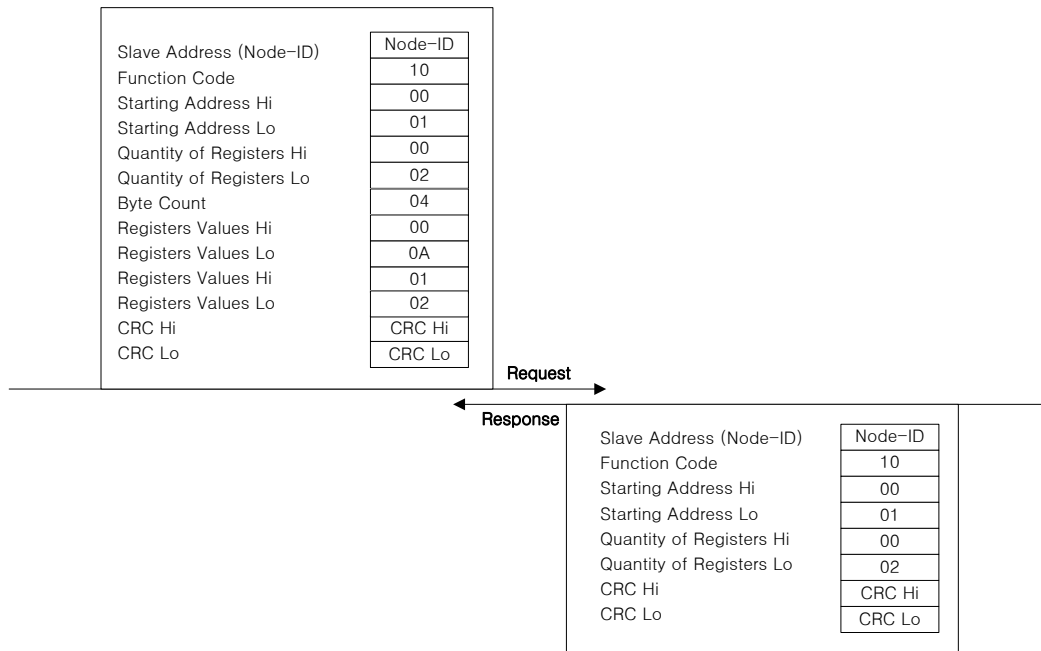 Slave Address (Node-ID) Node-ID
Function Code 10
Starting Address Hi 00
Starting Address Lo 01
Quantity of Registers Hi 00
Quantity of Registers Lo 02
Byte Count 04
Registers Values Hi 00
Registers Values Lo 0A
Registers Values Hi 01
Registers Values Lo 02
CRC Hi CRC Hi
CRC Lo CRC Lo
Request
Response
Slave Address (Node-ID) Node-ID
Function Code 10
Starting Address Hi 00
Starting Address Lo 01
Quantity of Registers Hi 00
Quantity of Registers Lo 02
CRC Hi CRC Hi
CRC Lo CRC Lo